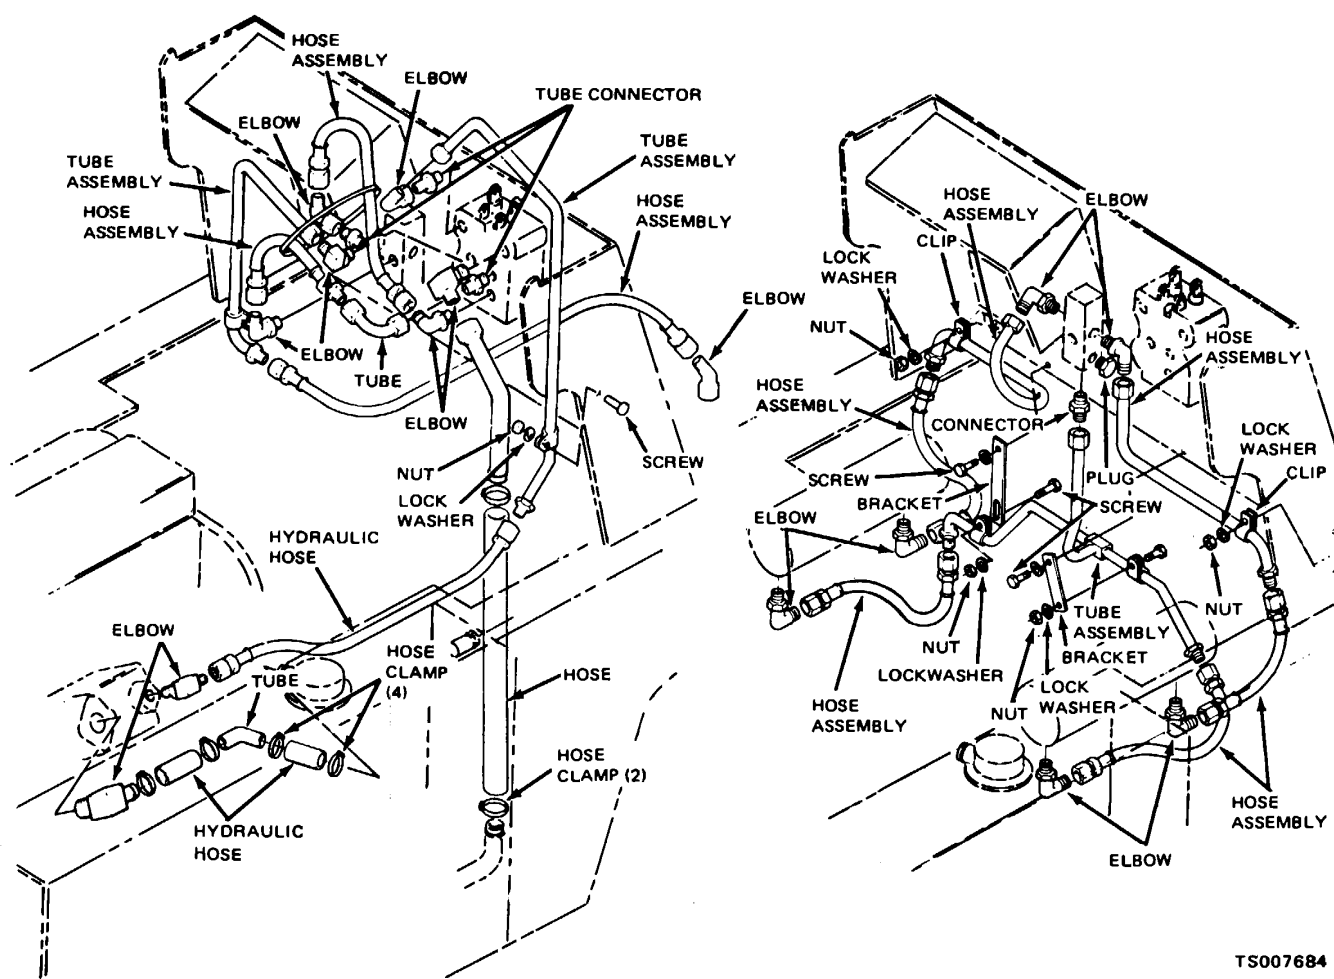 HOSE
ASSEMBLY
ELBOW
TUBE CONNECTOR
ELBOW
TUBE
ASSEMBLY
TUBE
ASSEMBLY
HOSE
ASSEMBLY
HOSE
ASSEMBLY
ELBOW
ELBOW
TUBE
ELBOW
NUT
LOCK
WASHER
SCREW
HYDRAULIC
HOSE
ELBOW
TUBE
HOSE
CLAMP
(4)
HOSE
HOSE
CLAMP (2)
HYDRAULIC
HOSE
HOSE
ASSEMBLY
ELBOW
CLIP
LOCK
WASHER
NUT
HOSE
ASSEMBLY
HOSE
ASSEMBLY
CONNECTOR
LOCK
WASHER
CLIP
SCREW
PLUG
BRACKET
SCREW
ELBOW
NUT
TUBE
ASSEMBLY
NUT
BRACKET
LOCKWASHER
LOCK
WASHER
HOSE
ASSEMBLY
NUT
HOSE
ASSEMBLY
ELBOW
TS007684